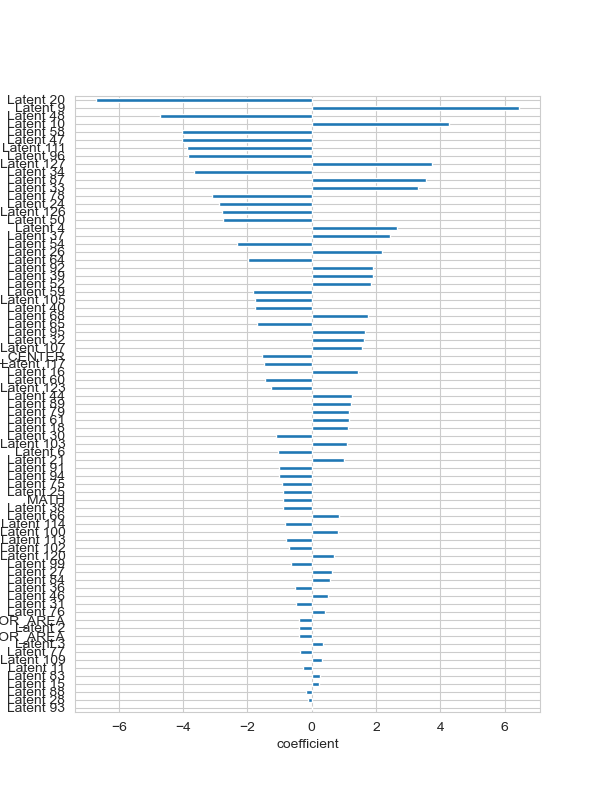 Latent 20
Latent 9
Latent 48
Latent 10
Latent 58
Latent 47
Latent 111
Latent 96
Latent 127
Latent 34
Latent 87
Latent 33
Latent 78
Latent 24
Latent 126
Latent 50
Latent 4
Latent 37
Latent 54
Latent 26
Latent 64
Latent 92
Latent 39
Latent 52
Latent 59
Latent 105
Latent 40
Latent 68
Latent 65
Latent 95
Latent 32
Latent 107
CENTER
Latent 117
Latent 16
Latent 60
Latent 123
Latent 44
Latent 89
Latent 79
Latent 61
Latent 18
Latent 30
Latent 103
Latent 6
Latent 21
Latent 91
Latent 94
Latent 75
Latent 25
MATH
Latent 38
Latent 66
Latent 114
Latent 100
Latent 113
Latent 102
Latent 120
Latent 99
Latent 27
Latent 84
Latent 36
Latent 46
Latent 31
Latent 76
OR_AREA
Latent 2
OR_AREA
Latent 3
Latent 77
Latent 109
Latent 11
Latent 83
Latent 15
Latent 88
Latent 28
Latent 93
−6 −4 −2 0 2 4 6
coefficient